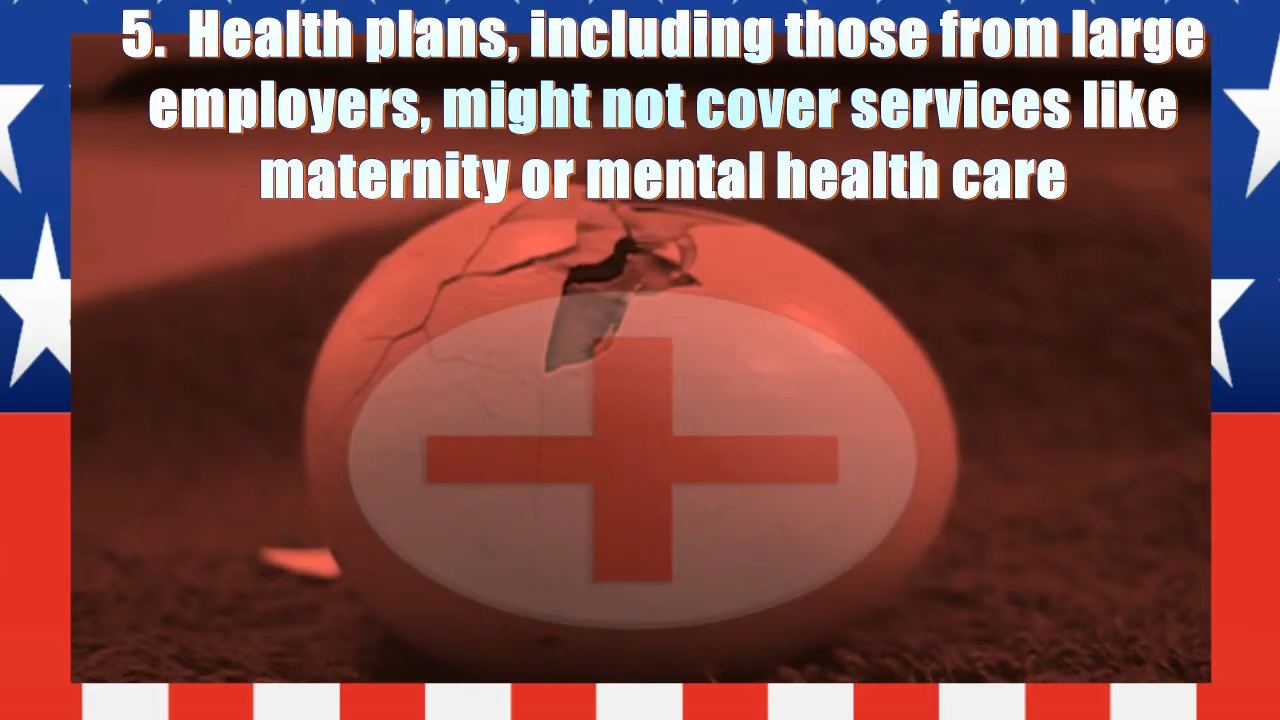 5. Health plans, including those from large
employers, might not cover services like
maternity or mental health care